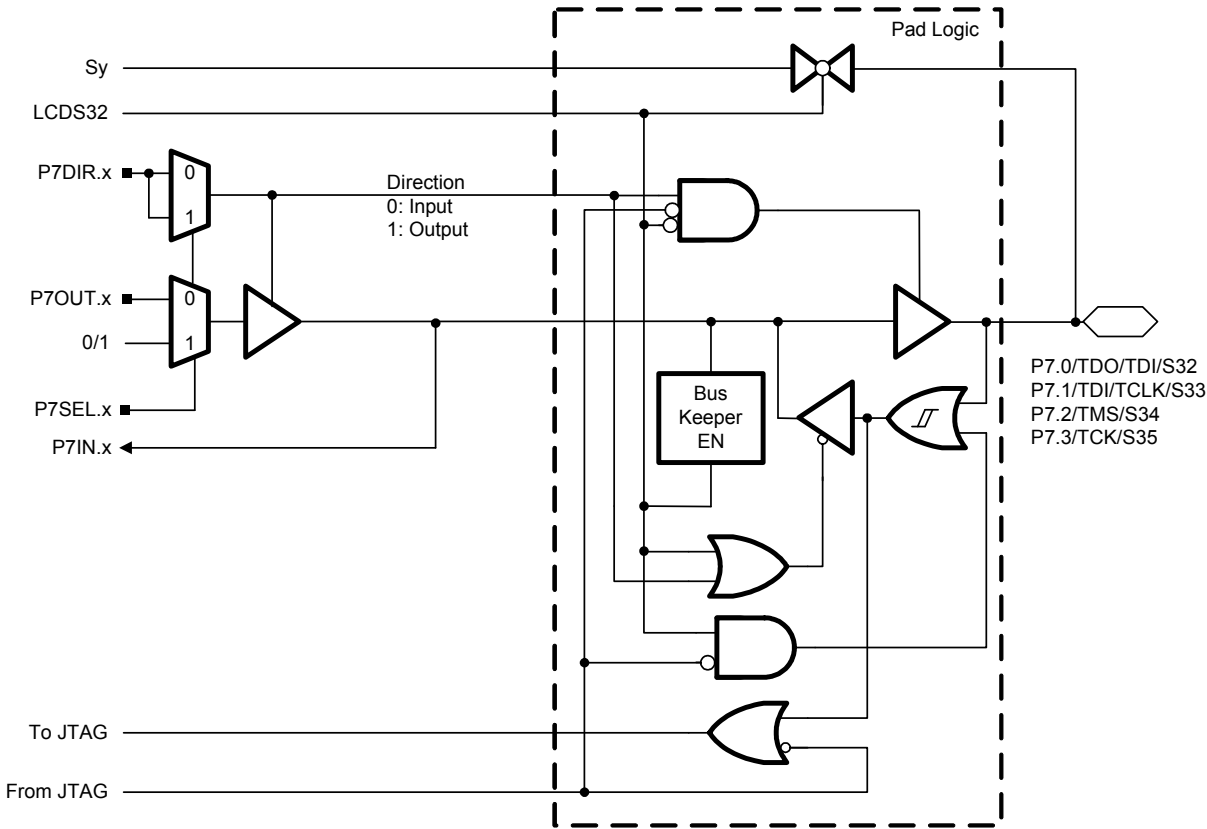 Pad Logic
Sy
LCDS32
P7DIR.x
0
1
Direction
0: Input
1: Output
P7OUT.x
0
0/1
1
P7SEL.x
P7IN.x
Bus
Keeper
EN
P7.0/TDO/TDI/S32
P7.1/TDI/TCLK/S33
P7.2/TMS/S34
P7.3/TCK/S35
To JTAG
From JTAG